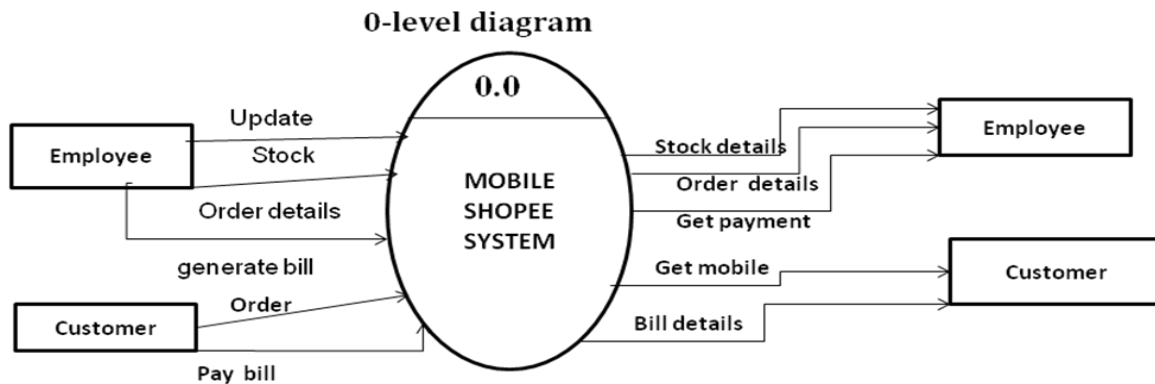 0-level diagram
0.0
Employee
Update
Stock
Order details
generate bill
Customer
Order
Pay bill
MOBILE
SHOPEE
SYSTEM
Stock details
Order details
Get payment
Employee
Get mobile
Bill details
Customer